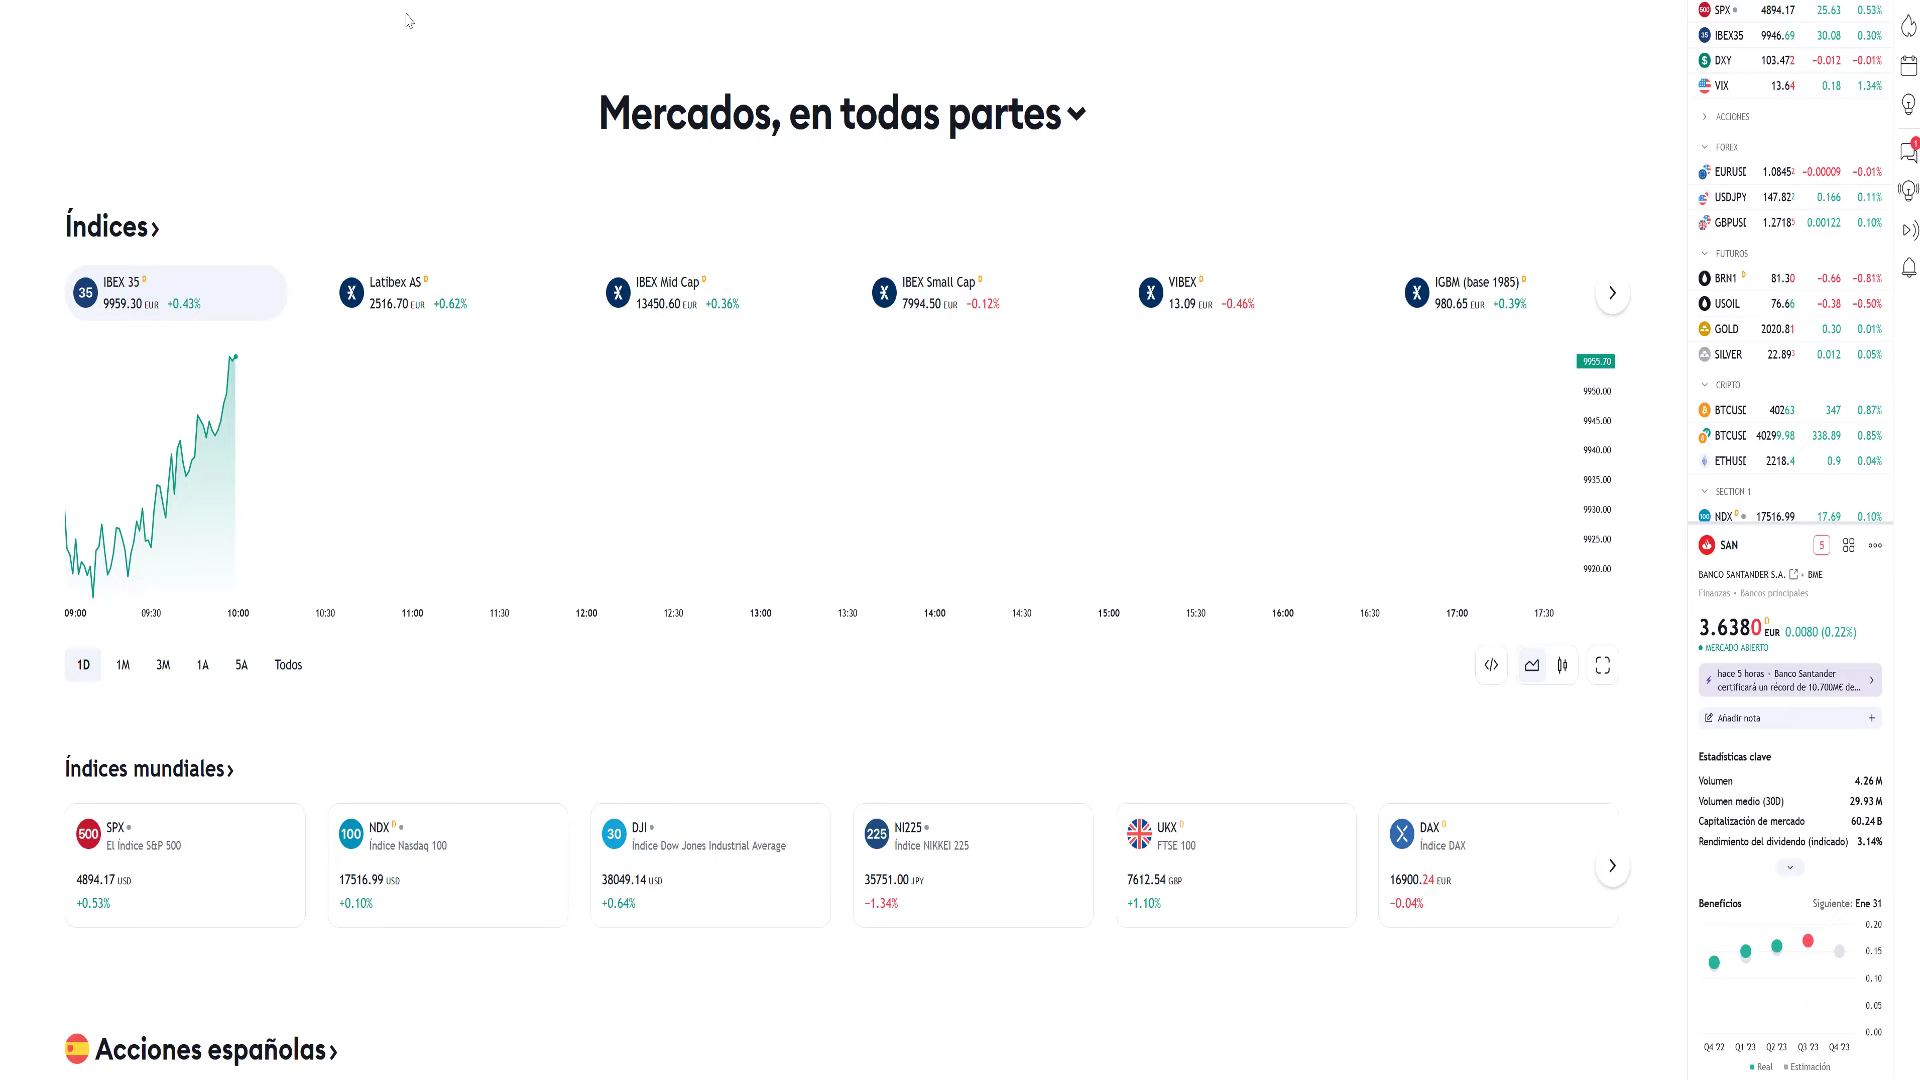 Mercados, en todas partes
Índices
35 IBEX 35 D
9959.30 EUR +0.43%
Latibex AS D
2516.70 EUR +0.62%
IBEX Mid Cap D
13450.60 EUR +0.36%
IBEX Small Cap D
7994.50 EUR −0.12%
VIBEX D
13.09 EUR −0.46%
IGBM (base 1985) D
980.65 EUR +0.39%
9955.70
9950.00
9945.00
9940.00
9935.00
9930.00
9925.00
9920.00
09:00 09:30 10:00 10:30 11:00 11:30 12:00 12:30 13:00 13:30 14:00 14:30 15:00 15:30 16:00 16:30 17:00 17:30
1D 1M 3M 1A 5A Todos
Índices mundiales
500 SPX
El Índice S&P 500
4894.17 USD
+0.53%
100 NDX D
Índice Nasdaq 100
17516.99 USD
+0.10%
30 DJI
Índice Dow Jones Industrial Average
38049.14 USD
+0.64%
225 NI225
Índice NIKKEI 225
35751.00 JPY
−1.34%
UKX D
FTSE 100
7612.54 GBP
+1.10%
DAX D
Índice DAX
16900.24 EUR
−0.04%
Acciones españolas
500 SPX 4894.17 25.63 0.53%
35 IBEX35 9946.69 30.08 0.30%
DXY 103.472 −0.012 −0.01%
VIX 13.64 0.18 1.34%
ACCIONES
FOREX
EURUSD 1.08452 −0.00009 −0.01%
USDJPY 147.822 0.166 0.11%
GBPUSD 1.27185 0.00122 0.10%
FUTUROS
BRN1 D 81.30 −0.66 −0.81%
USOIL 76.66 −0.38 −0.50%
GOLD 2020.81 0.30 0.01%
SILVER 22.893 0.012 0.05%
CRIPTO
BTCUSD 40263 347 0.87%
BTCUSD 40299.98 338.89 0.85%
ETHUSD 2218.4 0.9 0.04%
SECTION 1
100 NDX D 17516.99 17.69 0.10%
SAN 5
BANCO SANTANDER S.A. • BME
Finanzas • Bancos principales
3.6380 D EUR 0.0080 (0.22%)
MERCADO ABIERTO
hace 5 horas • Banco Santander
certificará un récord de 10.700M€ de...
Añadir nota +
Estadísticas clave
Volumen 4.26 M
Volumen medio (30D) 29.93 M
Capitalización de mercado 60.24 B
Rendimiento del dividendo (indicado) 3.14%
Beneficios Siguiente: Ene 31
0.20
0.15
0.10
0.05
0.00
Q4 '22 Q1 '23 Q2 '23 Q3 '23 Q4 '23
Real Estimación
1